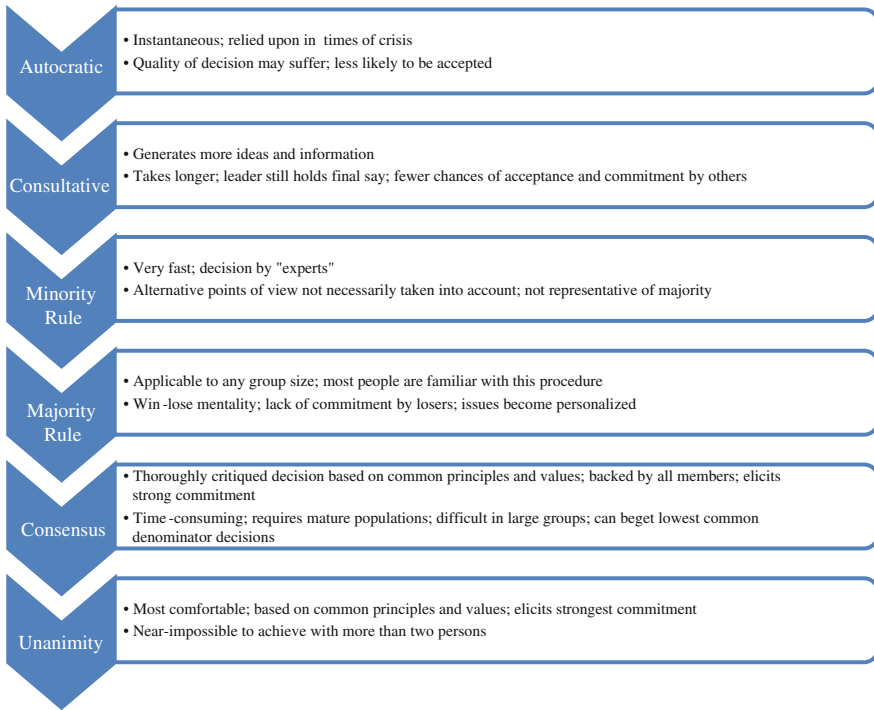 Autocratic
• Instantaneous; relied upon in times of crisis
• Quality of decision may suffer; less likely to be accepted
Consultative
• Generates more ideas and information
• Takes longer; leader still holds final say; fewer chances of acceptance and commitment by others
Minority
Rule
• Very fast; decision by "experts"
• Alternative points of view not necessarily taken into account; not representative of majority
Majority
Rule
• Applicable to any group size; most people are familiar with this procedure
• Win-lose mentality; lack of commitment by losers; issues become personalized
Consensus
• Thoroughly critiqued decision based on common principles and values; backed by all members; elicits
strong commitment
• Time-consuming; requires mature populations; difficult in large groups; can beget lowest common
denominator decisions
Unanimity
• Most comfortable; based on common principles and values; elicits strongest commitment
• Near-impossible to achieve with more than two persons